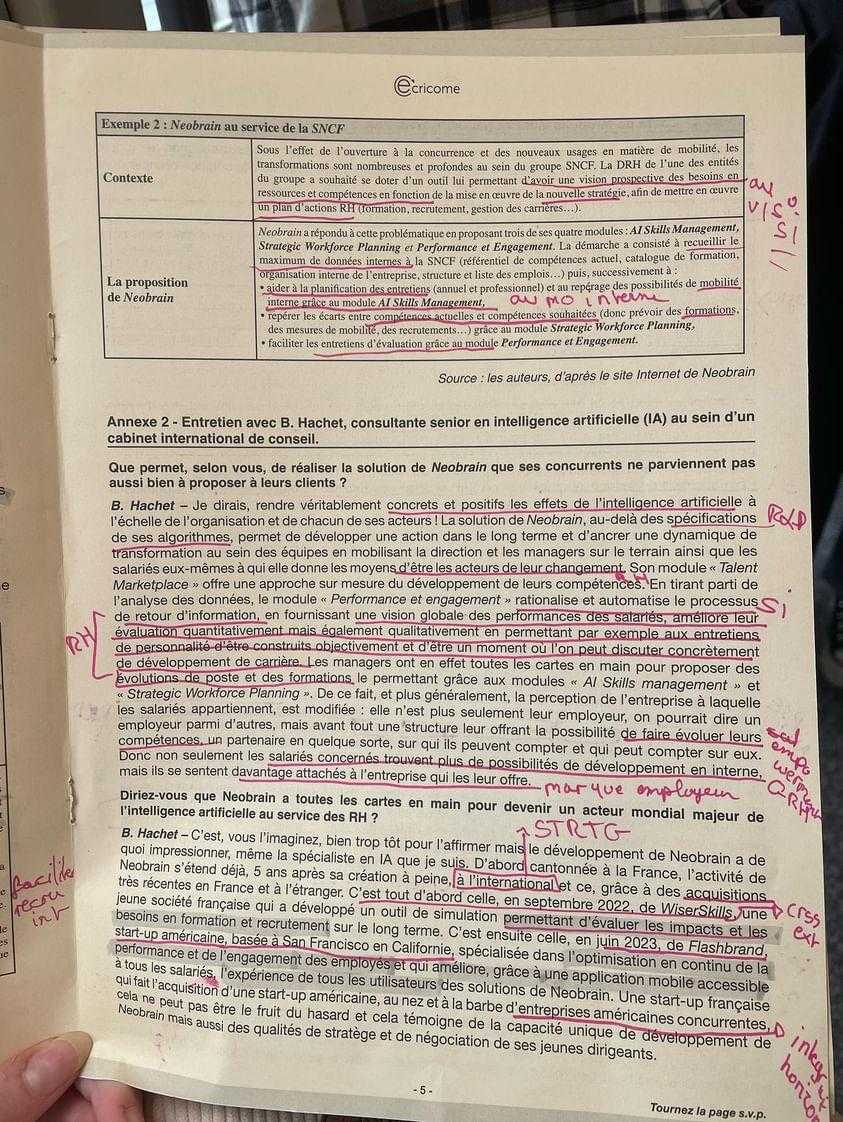 ecricome
Exemple 2 : Neobrain au service de la SNCF
Contexte
Sous l'effet de l'ouverture à la concurrence et des nouveaux usages en matière de mobilité, les
transformations sont nombreuses et profondes au sein du groupe SNCF. La DRH de l'une des entités
du groupe a souhaité se doter d'un outil lui permettant d'avoir une vision prospective des besoins en
ressources et compétences en fonction de la mise en œuvre de la nouvelle stratégie, afin de mettre en œuvre
un plan d'actions RH (formation, recrutement, gestion des carrières…).
La proposition
de Neobrain
Neobrain a répondu à cette problématique en proposant trois de ses quatre modules : AI Skills Management,
Strategic Workforce Planning et Performance et Engagement. La démarche a consisté à recueillir le
maximum de données internes à la SNCF (référentiel de compétences actuel, catalogue de formation,
organisation interne de l'entreprise, structure et liste des emplois…) puis, successivement à :
• aider à la planification des entretiens (annuel et professionnel) et au repérage des possibilités de mobilité
interne grâce au module AI Skills Management,
• repérer les écarts entre compétences actuelles et compétences souhaitées (donc prévoir des formations,
des mesures de mobilité, des recrutements…) grâce au module Strategic Workforce Planning,
• faciliter les entretiens d'évaluation grâce au module Performance et Engagement.
SI
Source : les auteurs, d'après le site Internet de Neobrain
Annexe 2 - Entretien avec B. Hachet, consultante senior en intelligence artificielle (IA) au sein d'un
cabinet international de conseil.
Que permet, selon vous, de réaliser la solution de Neobrain que ses concurrents ne parviennent pas
aussi bien à proposer à leurs clients ?
B. Hachet – Je dirais, rendre véritablement concrets et positifs les effets de l'intelligence artificielle à
l'échelle de l'organisation et de chacun de ses acteurs ! La solution de Neobrain, au-delà des spécifications
de ses algorithmes, permet de développer une action dans le long terme et d'ancrer une dynamique de
transformation au sein des équipes en mobilisant la direction et les managers sur le terrain ainsi que les
salariés eux-mêmes à qui elle donne les moyens d'être les acteurs de leur changement. Son module « Talent
Marketplace » offre une approche sur mesure du développement de leurs compétences. En tirant parti de
l'analyse des données, le module « Performance et engagement » rationalise et automatise le processus
de retour d'information, en fournissant une vision globale des performances des salariés, améliore leur
évaluation quantitativement mais également qualitativement en permettant par exemple aux entretiens
de personnalité d'être construits objectivement et d'être un moment où l'on peut discuter concrètement
de développement de carrière. Les managers ont en effet toutes les cartes en main pour proposer des
évolutions de poste et des formations le permettant grâce aux modules « AI Skills management » et
« Strategic Workforce Planning ». De ce fait, et plus généralement, la perception de l'entreprise à laquelle
les salariés appartiennent, est modifiée : elle n'est plus seulement leur employeur, on pourrait dire un
employeur parmi d'autres, mais avant tout une structure leur offrant la possibilité de faire évoluer leurs
compétences, un partenaire en quelque sorte, sur qui ils peuvent compter et qui peut compter sur eux.
Donc non seulement les salariés concernés trouvent plus de possibilités de développement en interne,
mais ils se sentent davantage attachés à l'entreprise qui les leur offre.
R&D
RH
SI
RH
marque employeur
GRH
Diriez-vous que Neobrain a toutes les cartes en main pour devenir un acteur mondial majeur de
l'intelligence artificielle au service des RH ?
STRTG
B. Hachet – C'est, vous l'imaginez, bien trop tôt pour l'affirmer mais le développement de Neobrain a de
quoi impressionner, même la spécialiste en IA que je suis. D'abord cantonnée à la France, l'activité de
Neobrain s'étend déjà, 5 ans après sa création à peine, à l'international et ce, grâce à des acquisitions
très récentes en France et à l'étranger. C'est tout d'abord celle, en septembre 2022, de WiserSkills, une
jeune société française qui a développé un outil de simulation permettant d'évaluer les impacts et les
besoins en formation et recrutement sur le long terme. C'est ensuite celle, en juin 2023, de Flashbrand,
start-up américaine, basée à San Francisco en Californie, spécialisée dans l'optimisation en continu de la
performance et de l'engagement des employés et qui améliore, grâce à une application mobile accessible
à tous les salariés, l'expérience de tous les utilisateurs des solutions de Neobrain. Une start-up française
qui fait l'acquisition d'une start-up américaine, au nez et à la barbe d'entreprises américaines concurrentes,
cela ne peut pas être le fruit du hasard et cela témoigne de la capacité unique de développement de
Neobrain mais aussi des qualités de stratège et de négociation de ses jeunes dirigeants.
crss
ext
- 5 -
Tournez la page s.v.p.